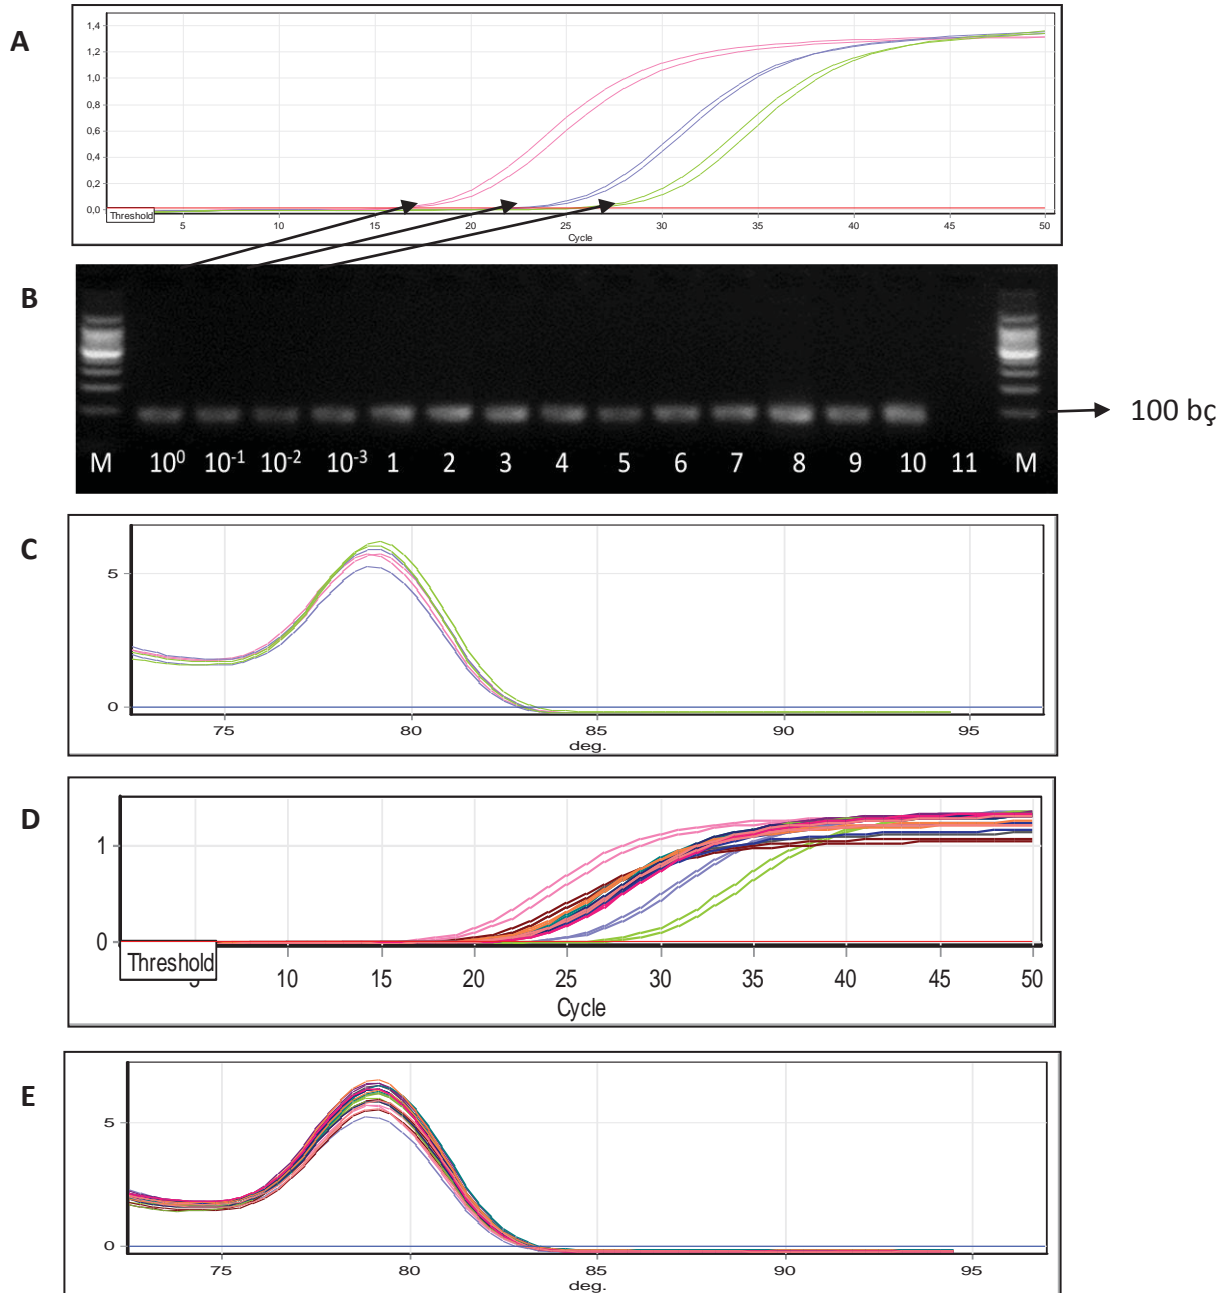 A
1,4
1,2
1,0
0,8
0,6
0,4
0,2
0,0
Threshold
5 10 15 20 25 30 35 40 45 50
Cycle
B
100 bç
M 10⁰ 10⁻¹ 10⁻² 10⁻³ 1 2 3 4 5 6 7 8 9 10 11 M
C
5
0
75 80 85 90 95
deg.
D
1
0
Threshold
10 15 20 25 30 35 40 45 50
Cycle
E
5
0
75 80 85 90 95
deg.